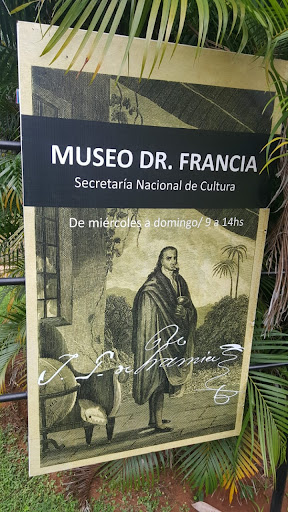 MUSEO DR. FRANCIA
Secretaría Nacional de Cultura
De miércoles a domingo/ 9 a 14hs